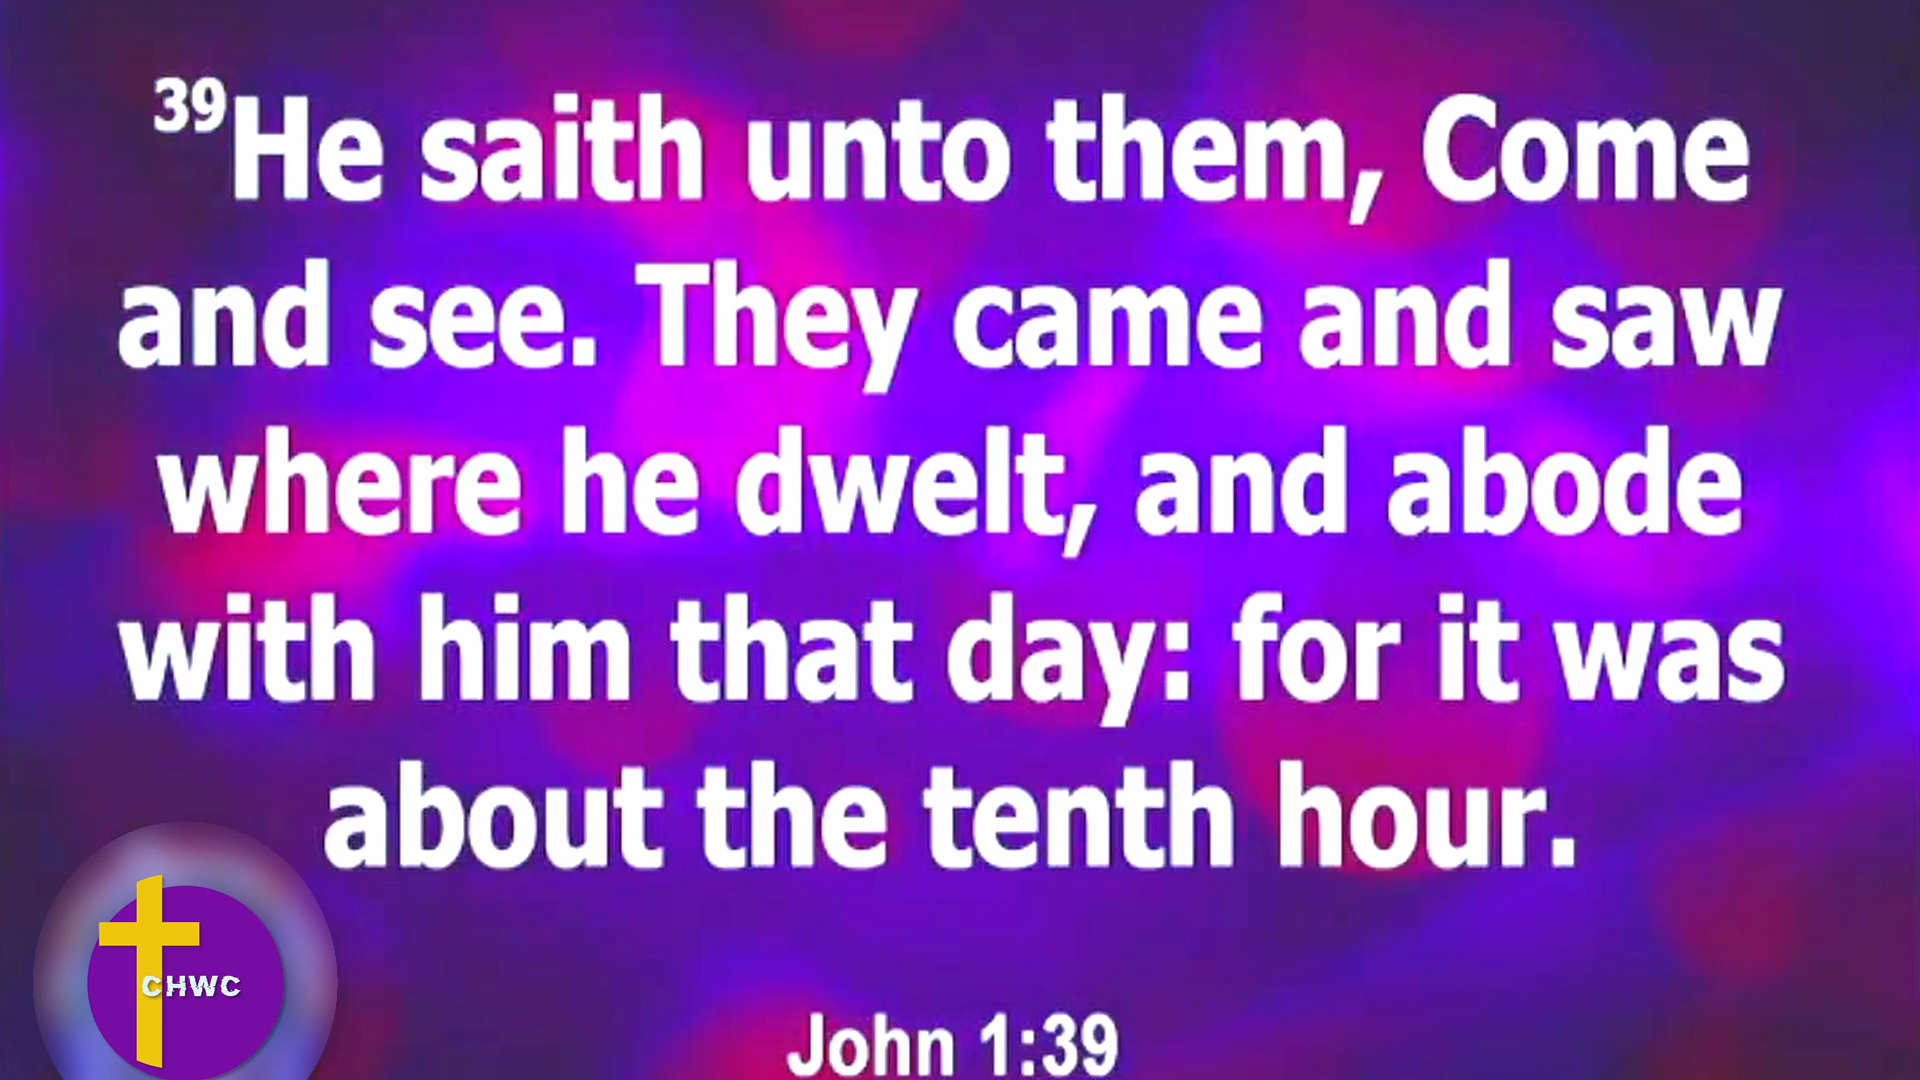 39He saith unto them, Come
and see. They came and saw
where he dwelt, and abode
with him that day: for it was
about the tenth hour.
CHWC
John 1:39